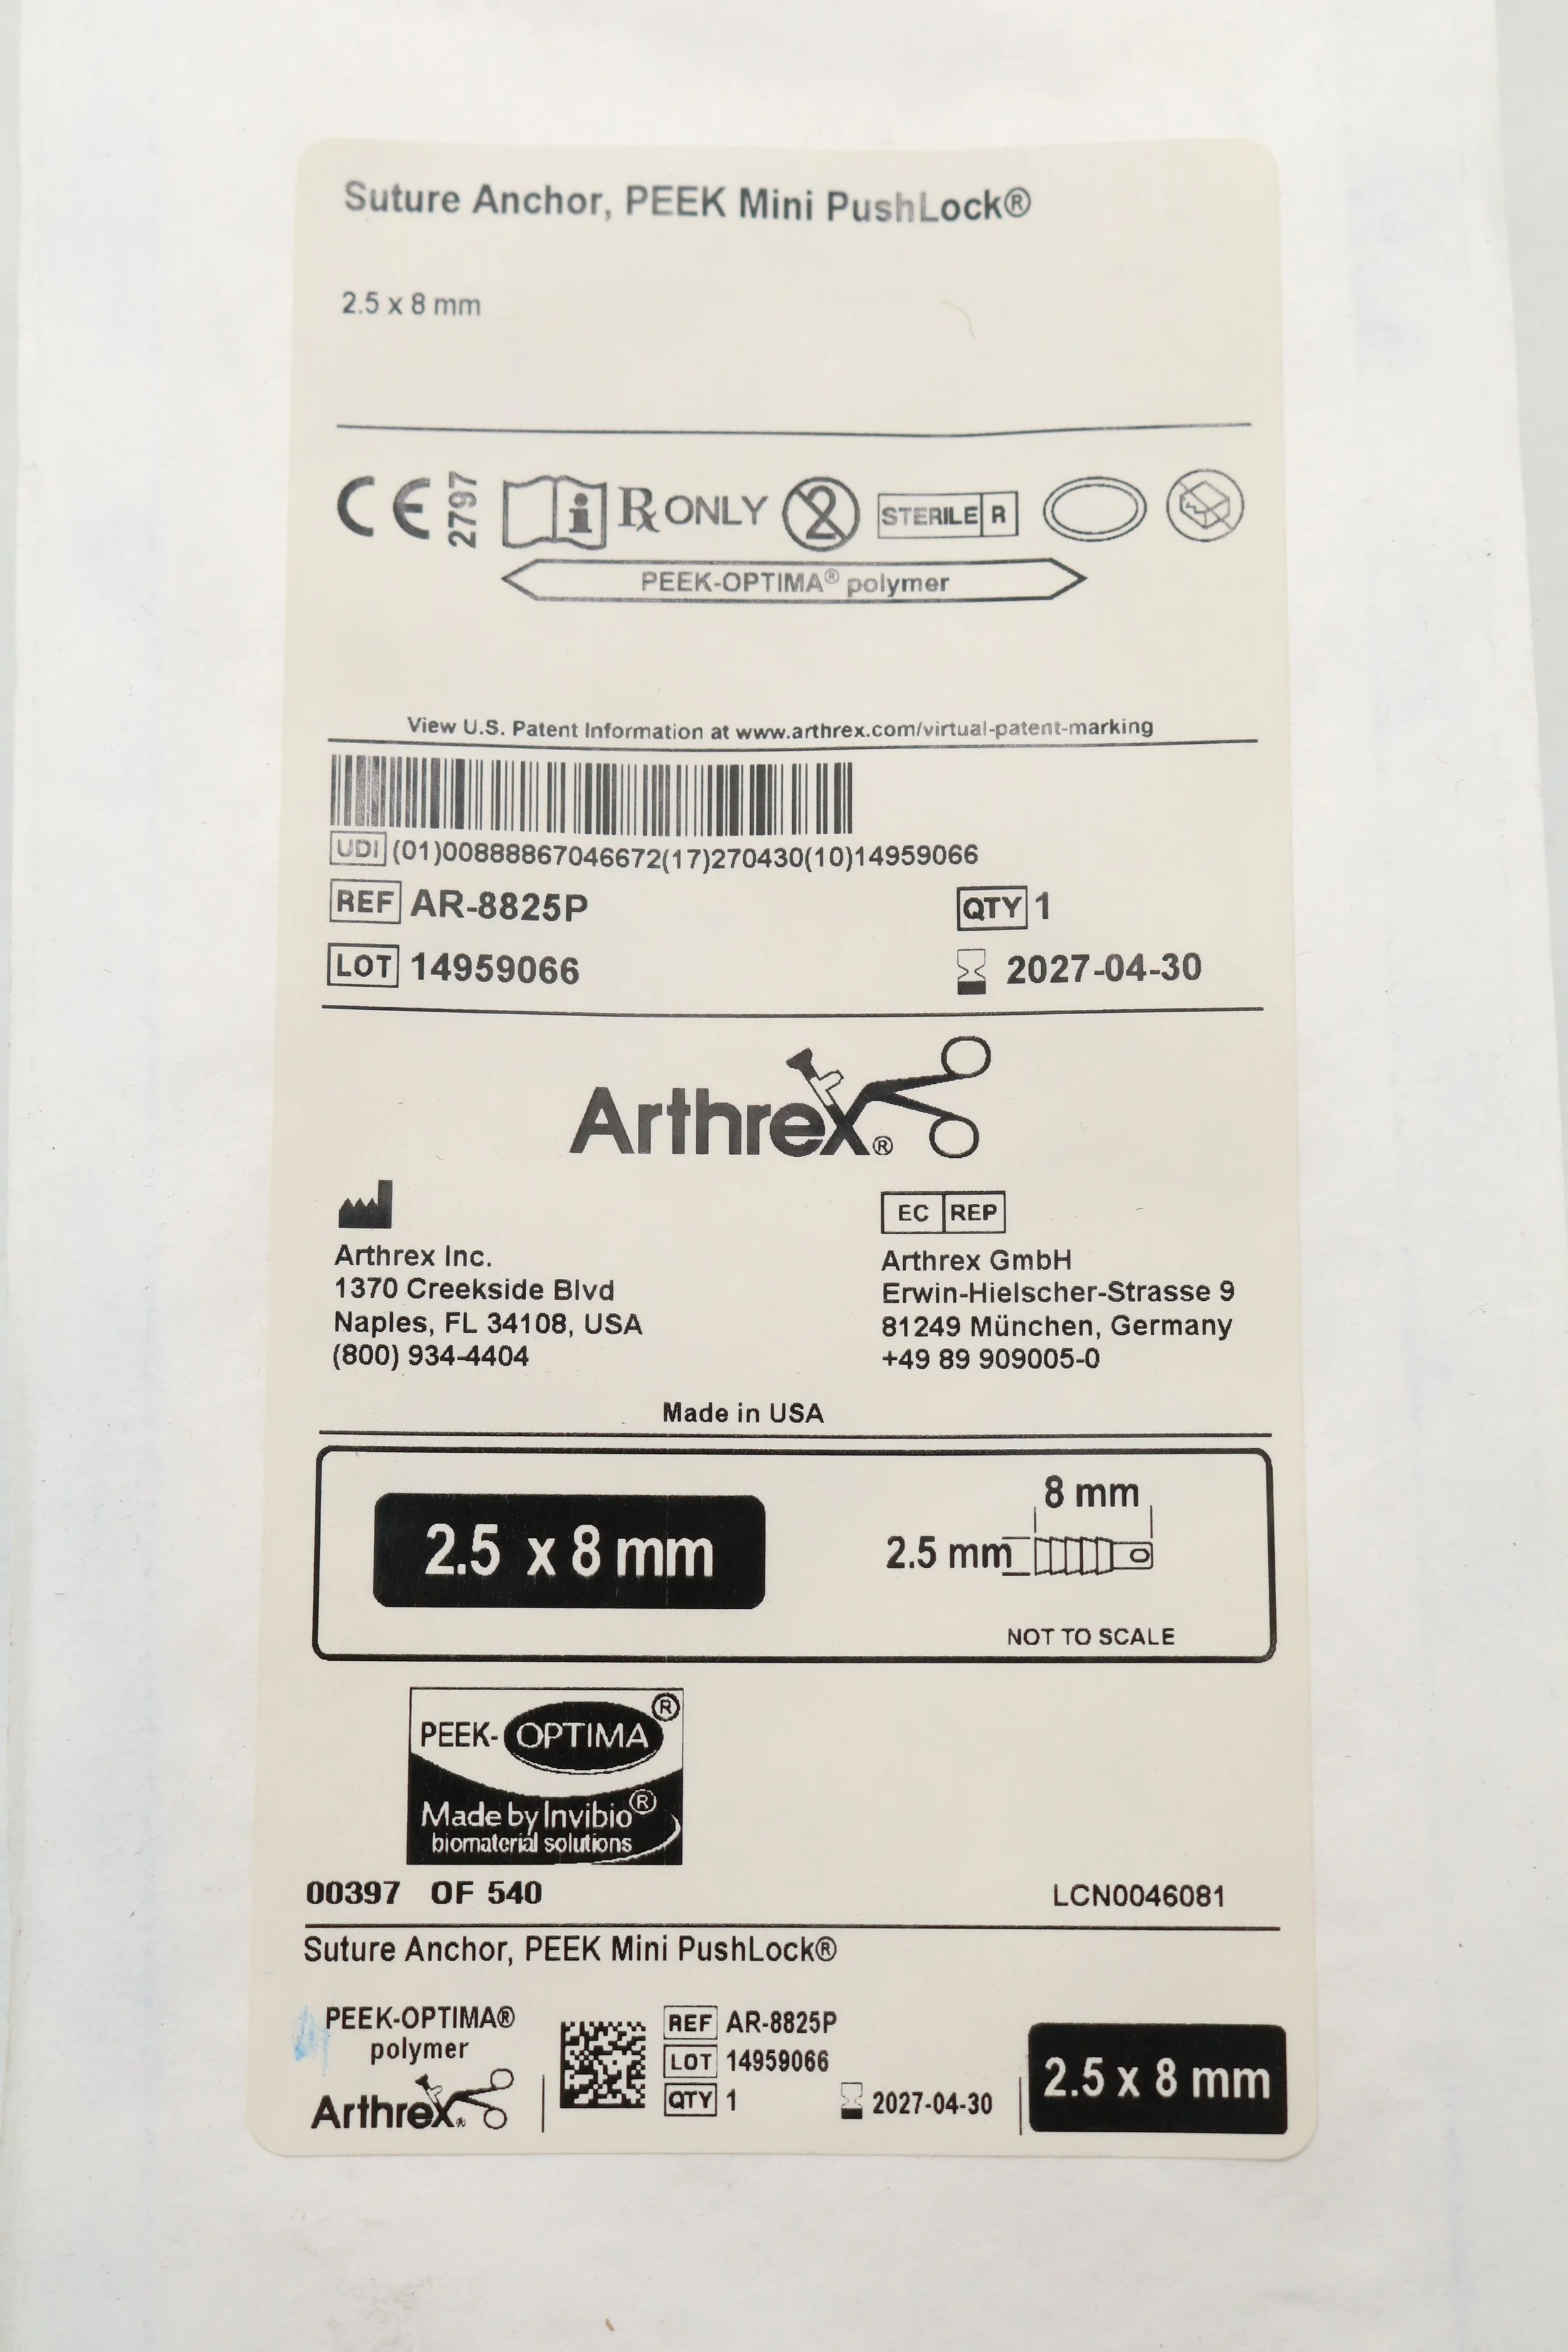 Suture Anchor, PEEK Mini PushLock®
2.5 x 8 mm
CE 2797 i Rx ONLY 2 STERILE R
PEEK-OPTIMA® polymer
View U.S. Patent Information at www.arthrex.com/virtual-patent-marking
UDI (01)00888867046672(17)270430(10)14959066
REF AR-8825P QTY 1
LOT 14959066 2027-04-30
Arthrex®
EC REP
Arthrex Inc.
1370 Creekside Blvd
Naples, FL 34108, USA
(800) 934-4404
Arthrex GmbH
Erwin-Hielscher-Strasse 9
81249 München, Germany
+49 89 909005-0
Made in USA
2.5 x 8 mm
8 mm
2.5 mm
NOT TO SCALE
PEEK-OPTIMA®
Made by Invibio®
biomaterial solutions
00397 OF 540 LCN0046081
Suture Anchor, PEEK Mini PushLock®
PEEK-OPTIMA®
polymer
Arthrex®
REF AR-8825P
LOT 14959066
QTY 1 2027-04-30
2.5 x 8 mm